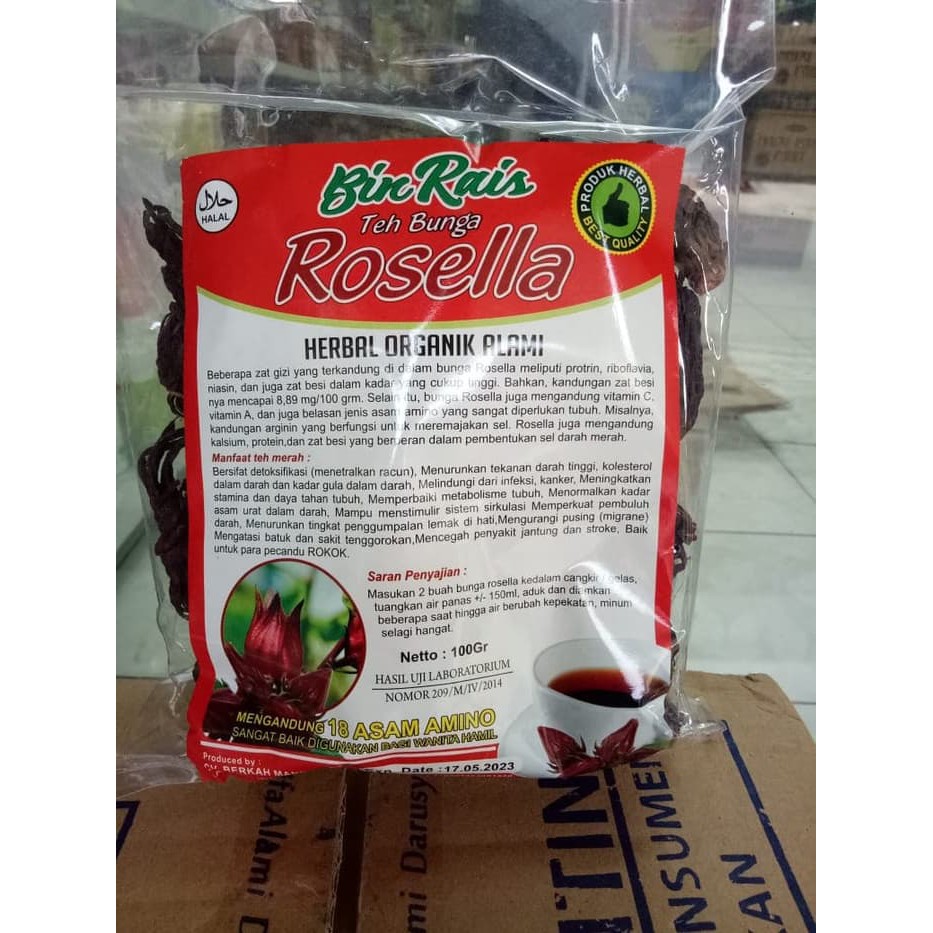 Bin Rais
Teh Bunga
Rosella
حلال
HALAL
PRODUK HERBAL
BEST QUALITY
HERBAL ORGANIK ALAMI
Beberapa zat gizi yang terkandung di dalam bunga Rosella meliputi protrin, riboflavia,
niasin, dan juga zat besi dalam kadar yang cukup tinggi. Bahkan, kandungan zat besi
nya mencapai 8,89 mg/100 grm. Selain itu, bunga Rosella juga mengandung vitamin C,
vitamin A, dan juga belasan jenis asam amino yang sangat diperlukan tubuh. Misalnya,
kandungan arginin yang berfungsi untuk meremajakan sel. Rosella juga mengandung
kalsium, protein,dan zat besi yang berperan dalam pembentukan sel darah merah.
Manfaat teh merah :
Bersifat detoksifikasi (menetralkan racun), Menurunkan tekanan darah tinggi, kolesterol
dalam darah dan kadar gula dalam darah, Melindungi dari infeksi, kanker, Meningkatkan
stamina dan daya tahan tubuh, Memperbaiki metabolisme tubuh, Menormalkan kadar
asam urat dalam darah, Mampu menstimulir sistem sirkulasi Memperkuat pembuluh
darah, Menurunkan tingkat penggumpalan lemak di hati,Mengurangi pusing (migrane)
Mengatasi batuk dan sakit tenggorokan,Mencegah penyakit jantung dan stroke, Baik
untuk para pecandu ROKOK.
Saran Penyajian :
Masukan 2 buah bunga rosella kedalam cangkir / gelas,
tuangkan air panas +/- 150ml, aduk dan diamkan
beberapa saat hingga air berubah kepekatan, minum
selagi hangat.
Netto : 100Gr
HASIL UJI LABORATORIUM
NOMOR 209/M/IV/2014
MENGANDUNG 18 ASAM AMINO
SANGAT BAIK DIGUNAKAN BAGI WANITA HAMIL
Produced by :
BERKAH
Date :17.05.2023
Alami
mi Darusy
TIN
NSUMEN
AN